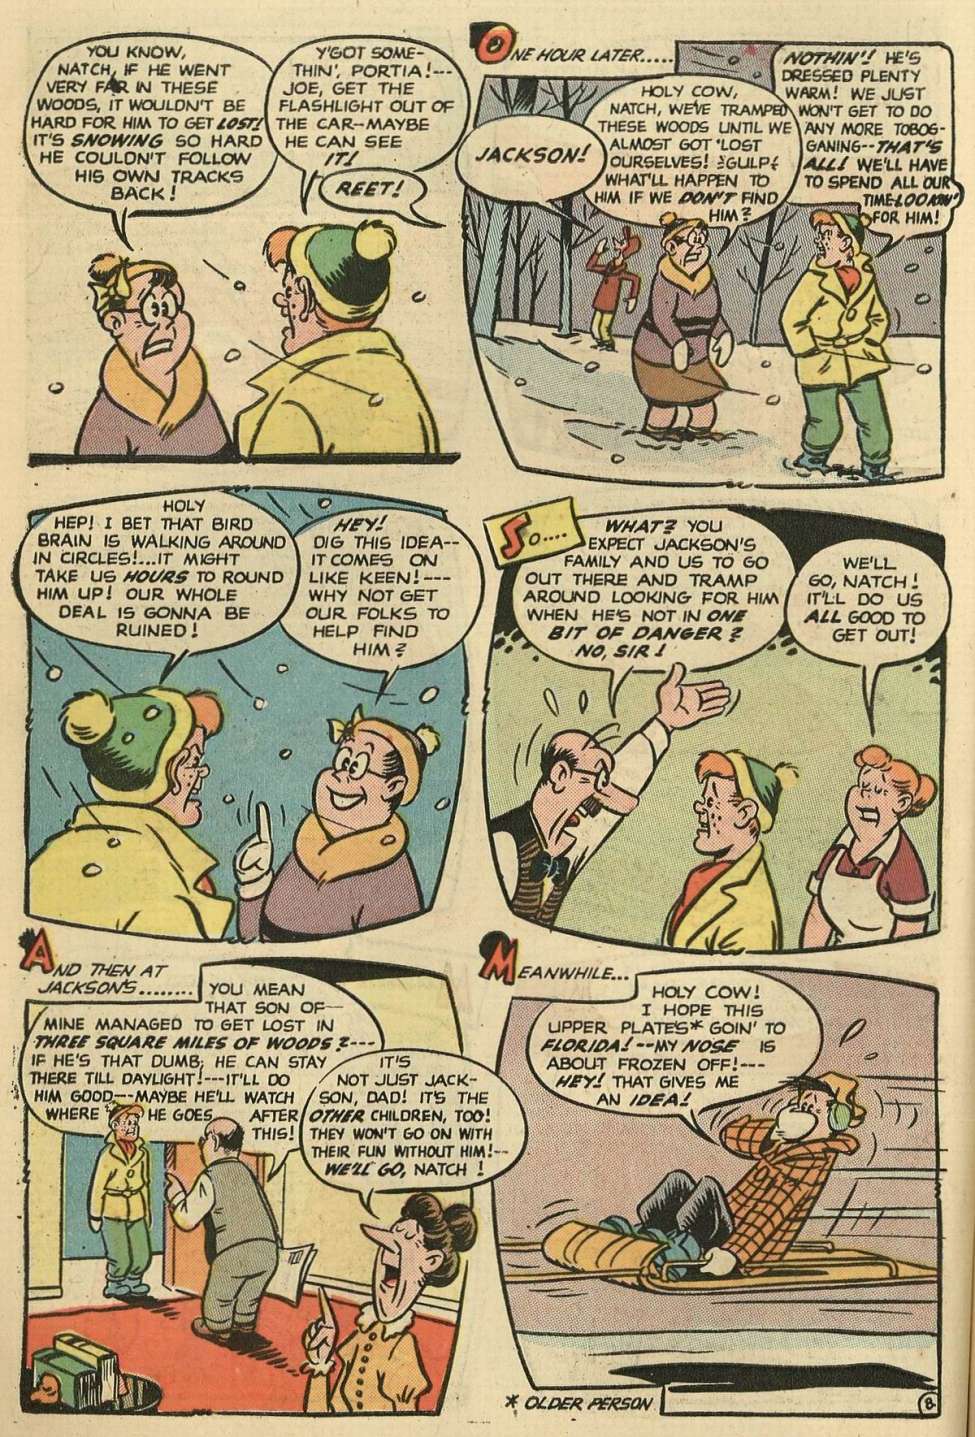 YOU KNOW,
NATCH, IF HE WENT
VERY FAR IN THESE
WOODS, IT WOULDN'T BE
HARD FOR HIM TO GET LOST!
IT'S SNOWING SO HARD
HE COULDN'T FOLLOW
HIS OWN TRACKS
BACK!
Y'GOT SOME-
THIN', PORTIA!---
JOE, GET THE
FLASHLIGHT OUT OF
THE CAR--MAYBE
HE CAN SEE
IT!
REET!
ONE HOUR LATER.....
JACKSON!
HOLY COW,
NATCH, WE'VE TRAMPED
THESE WOODS UNTIL WE
ALMOST GOT 'LOST
OURSELVES! GULP
WHAT'LL HAPPEN TO
HIM IF WE DON'T FIND
HIM?
NOTHIN'! HE'S
DRESSED PLENTY
WARM! WE JUST
WON'T GET TO DO
ANY MORE TOBOG-
GANING--THAT'S
ALL! WE'LL HAVE
TO SPEND ALL OUR
TIME LOOKIN'
FOR HIM!
HOLY
HEP! I BET THAT BIRD
BRAIN IS WALKING AROUND
IN CIRCLES!...IT MIGHT
TAKE US HOURS TO ROUND
HIM UP! OUR WHOLE
DEAL IS GONNA BE
RUINED!
HEY!
DIG THIS IDEA--
IT COMES ON
LIKE KEEN!---
WHY NOT GET
OUR FOLKS TO
HELP FIND
HIM?
SO....
WHAT? YOU
EXPECT JACKSON'S
FAMILY AND US TO GO
OUT THERE AND TRAMP
AROUND LOOKING FOR HIM
WHEN HE'S NOT IN ONE
BIT OF DANGER?
NO, SIR!
WE'LL
GO, NATCH!
IT'LL DO US
ALL GOOD TO
GET OUT!
AND THEN AT
JACKSON'S........
YOU MEAN
THAT SON OF--
MINE MANAGED TO GET LOST IN
THREE SQUARE MILES OF WOODS?---
IF HE'S THAT DUMB, HE CAN STAY
THERE TILL DAYLIGHT!---IT'LL DO
HIM GOOD---MAYBE HE'LL WATCH
WHERE HE GOES AFTER
THIS!
IT'S
NOT JUST JACK-
SON, DAD! IT'S THE
OTHER CHILDREN, TOO!
THEY WON'T GO ON WITH
THEIR FUN WITHOUT HIM!--
WE'LL GO, NATCH!
MEANWHILE...
HOLY COW!
I HOPE THIS
UPPER PLATE'S* GOIN' TO
FLORIDA!--MY NOSE IS
ABOUT FROZEN OFF!---
HEY! THAT GIVES ME
AN IDEA!
* OLDER PERSON
8